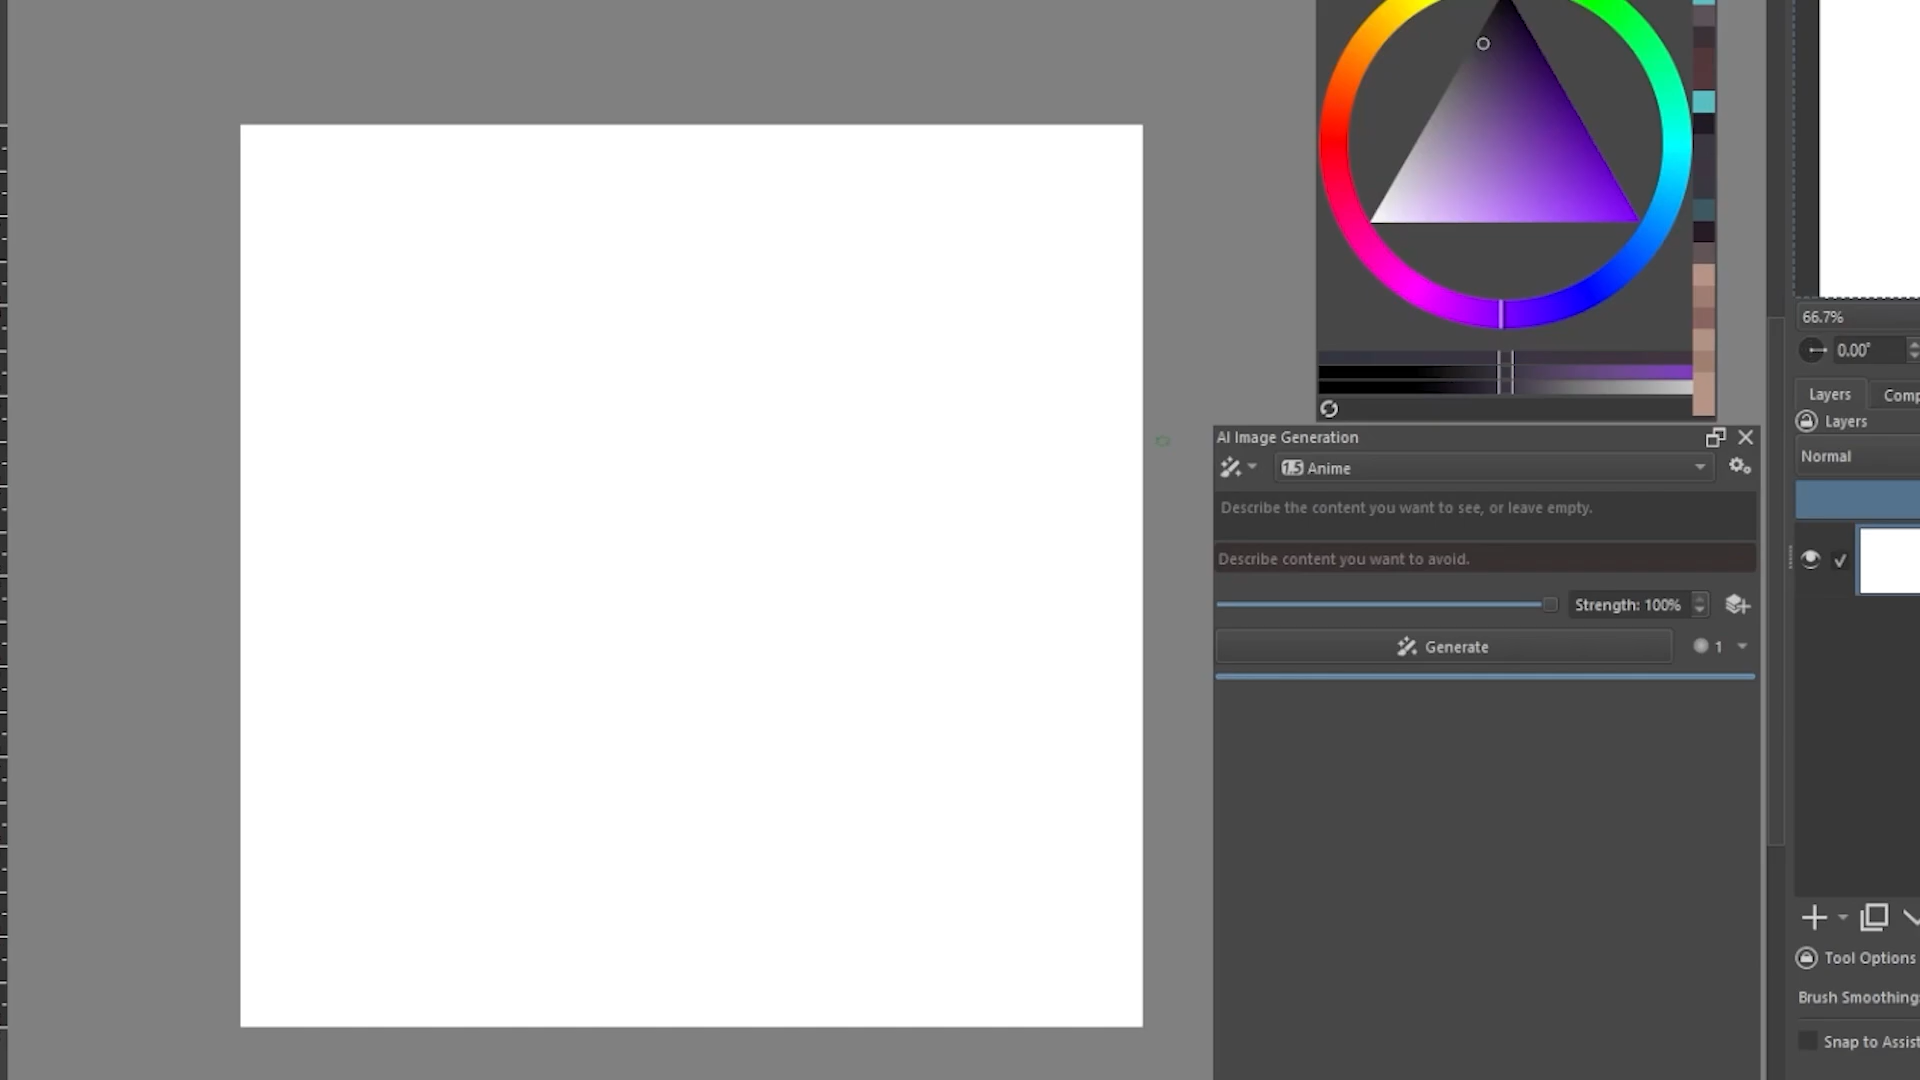 66.7%
0.00°
Layers
Layers
Normal
AI Image Generation
1.5 Anime
Describe the content you want to see, or leave empty.
Describe content you want to avoid.
Strength: 100%
Generate
1
Tool Options
Brush Smoothing
Snap to Assist